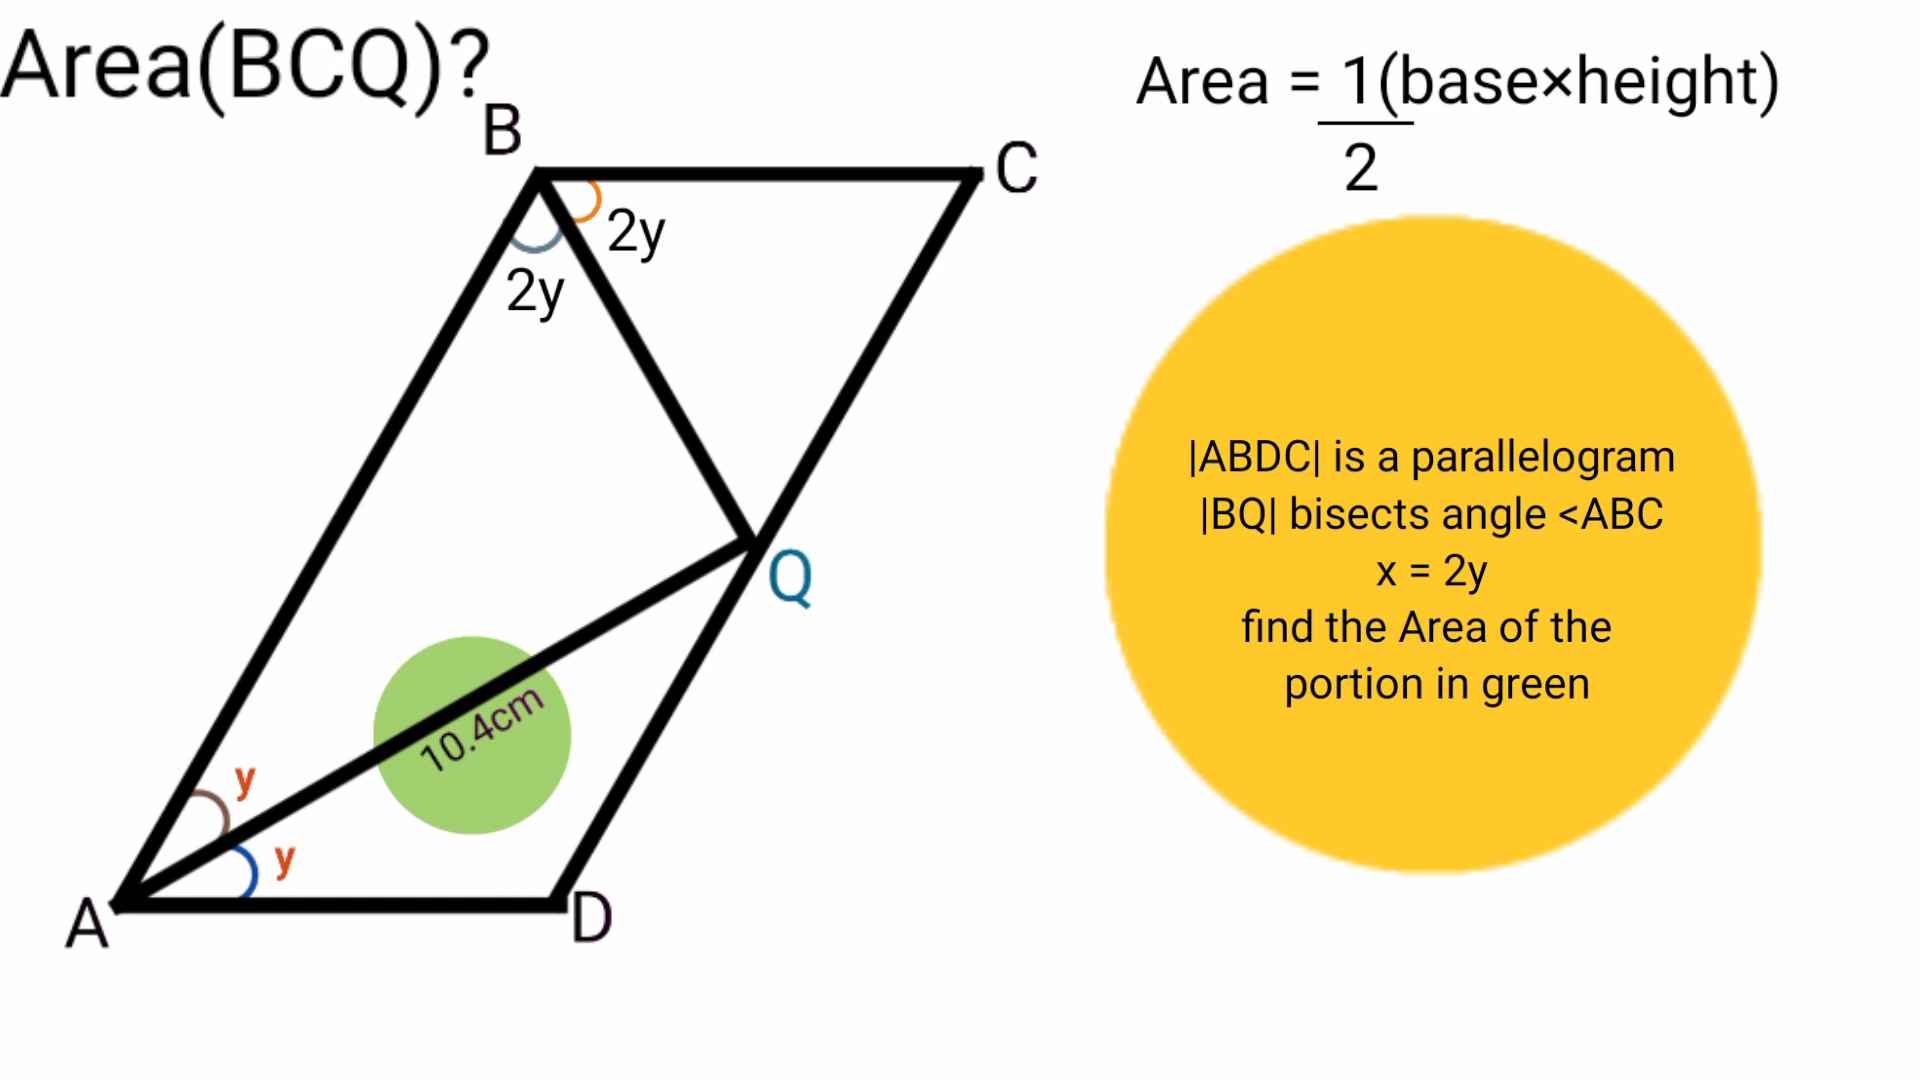 Area(BCQ)?
Area = 1(base×height)
2
B
C
2y
2y
|ABDC| is a parallelogram
|BQ| bisects angle <ABC
x = 2y
find the Area of the
portion in green
Q
10.4cm
y
y
A
D